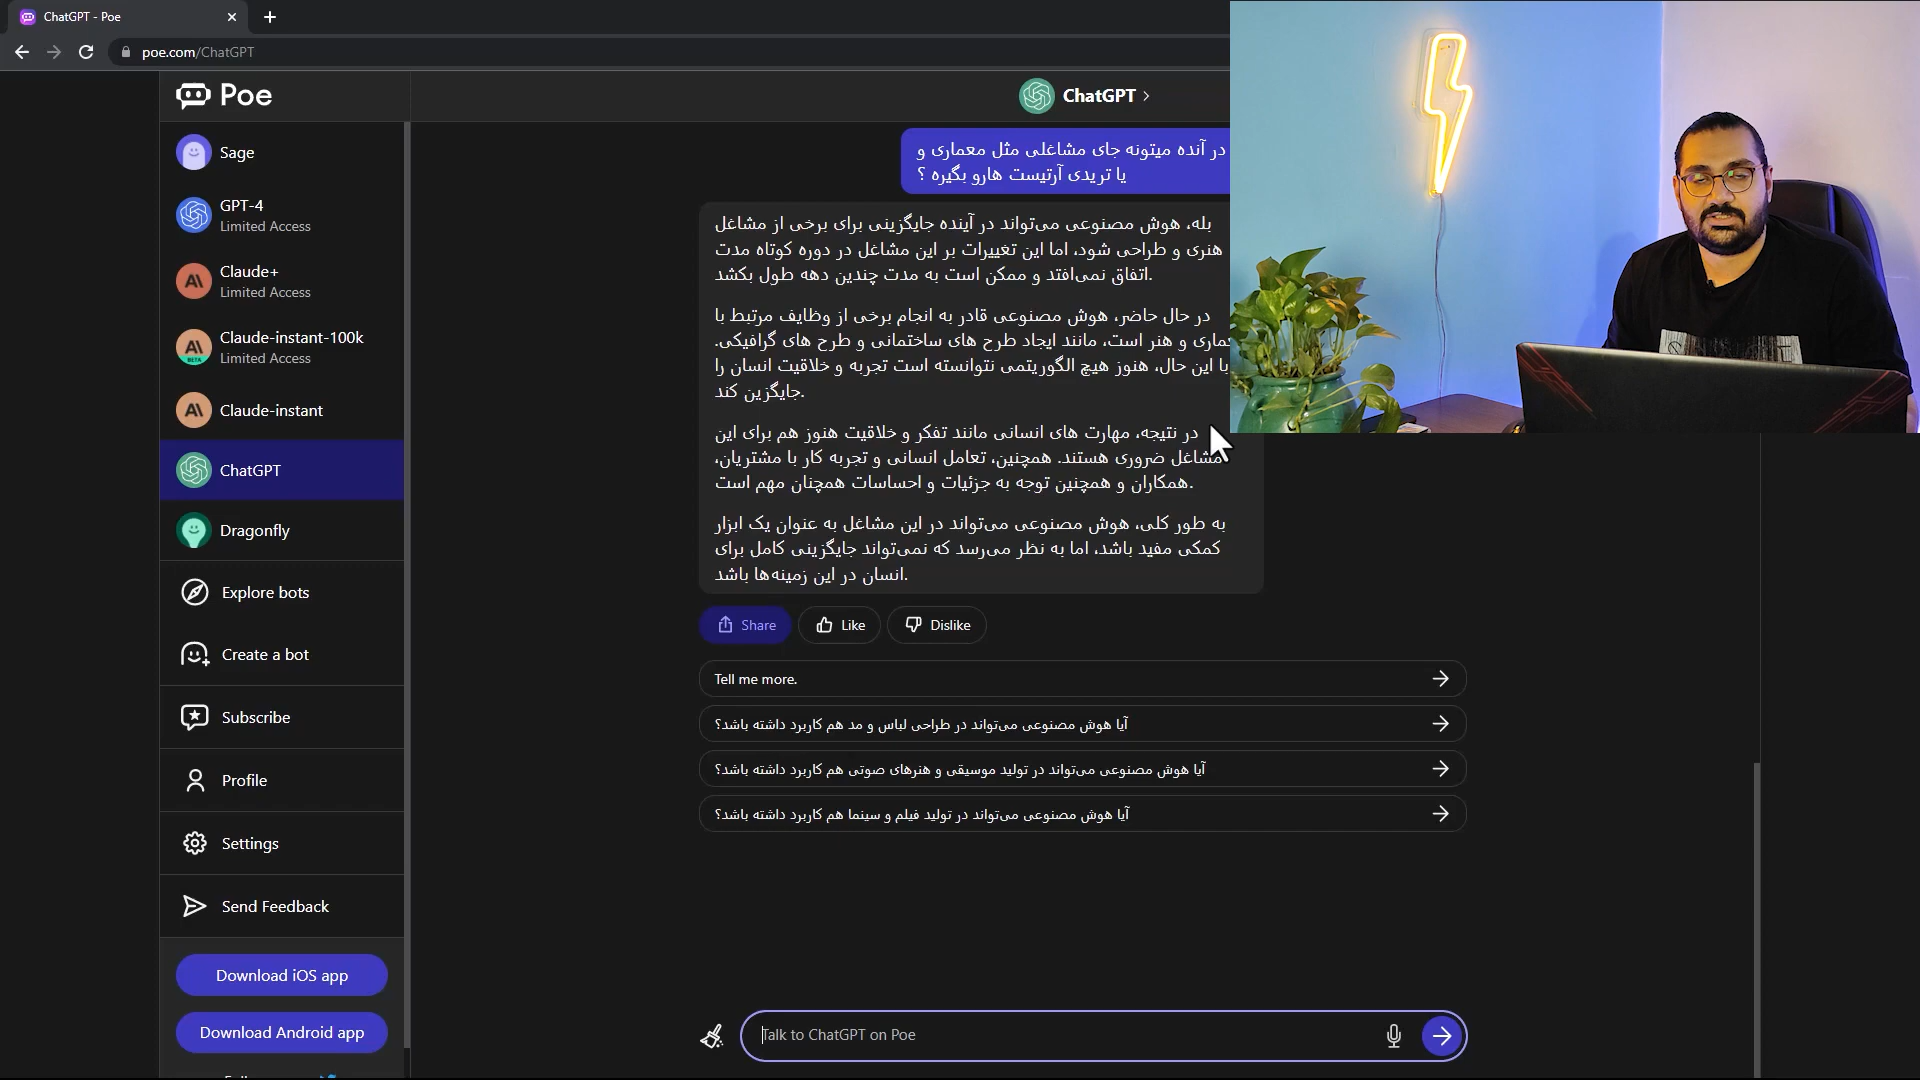 ChatGPT - Poe
poe.com/ChatGPT
Poe
ChatGPT
Sage
GPT-4
Limited Access
Claude+
Limited Access
Claude-instant-100k
Limited Access
BETA
Claude-instant
ChatGPT
Dragonfly
Explore bots
Create a bot
Subscribe
Profile
Settings
Send Feedback
Download iOS app
Download Android app
در آنده میتونه جای مشاغلی مثل معماری و
یا تریدی آرتیست هارو بگیره ؟
بله، هوش مصنوعی می‌تواند در آینده جایگزینی برای برخی از مشاغل
هنری و طراحی شود، اما این تغییرات بر این مشاغل در دوره کوتاه مدت
اتفاق نمی‌افتد و ممکن است به مدت چندین دهه طول بکشد.
در حال حاضر، هوش مصنوعی قادر به انجام برخی از وظایف مرتبط با
و هنر است، مانند ایجاد طرح های ساختمانی و طرح های گرافیکی.
با این حال، هنوز هیچ الگوریتمی نتوانسته است تجربه و خلاقیت انسان را
جایگزین کند.
در نتیجه، مهارت های انسانی مانند تفکر و خلاقیت هنوز هم برای این
مشاغل ضروری هستند. همچنین، تعامل انسانی و تجربه کار با مشتریان،
همکاران و همچنین توجه به جزئیات و احساسات همچنان مهم است.
به طور کلی، هوش مصنوعی می‌تواند در این مشاغل به عنوان یک ابزار
کمکی مفید باشد، اما به نظر می‌رسد که نمی‌تواند جایگزینی کامل برای
انسان در این زمینه‌ها باشد.
Share
Like
Dislike
Tell me more.
آیا هوش مصنوعی می‌تواند در طراحی لباس و مد هم کاربرد داشته باشد؟
آیا هوش مصنوعی می‌تواند در تولید موسیقی و هنرهای صوتی هم کاربرد داشته باشد؟
آیا هوش مصنوعی می‌تواند در تولید فیلم و سینما هم کاربرد داشته باشد؟
Talk to ChatGPT on Poe